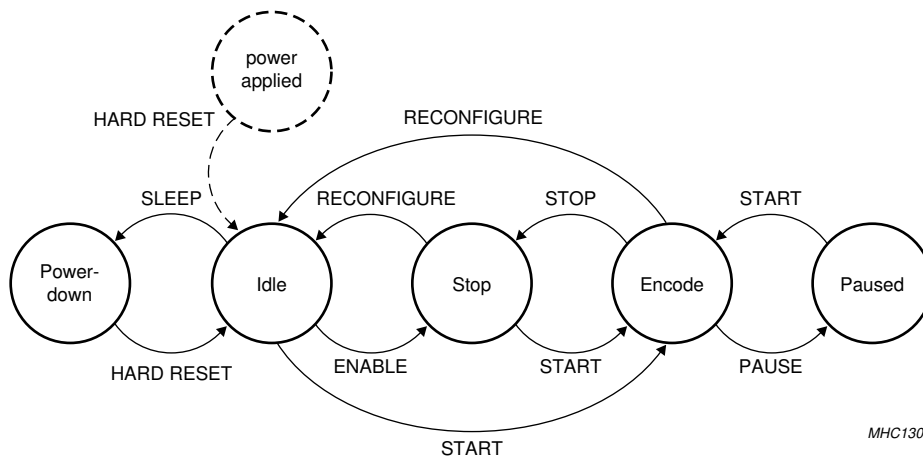 power
applied
HARD RESET
RECONFIGURE
SLEEP
RECONFIGURE
STOP
START
Power-
down
Idle
Stop
Encode
Paused
HARD RESET
ENABLE
START
PAUSE
START
MHC130